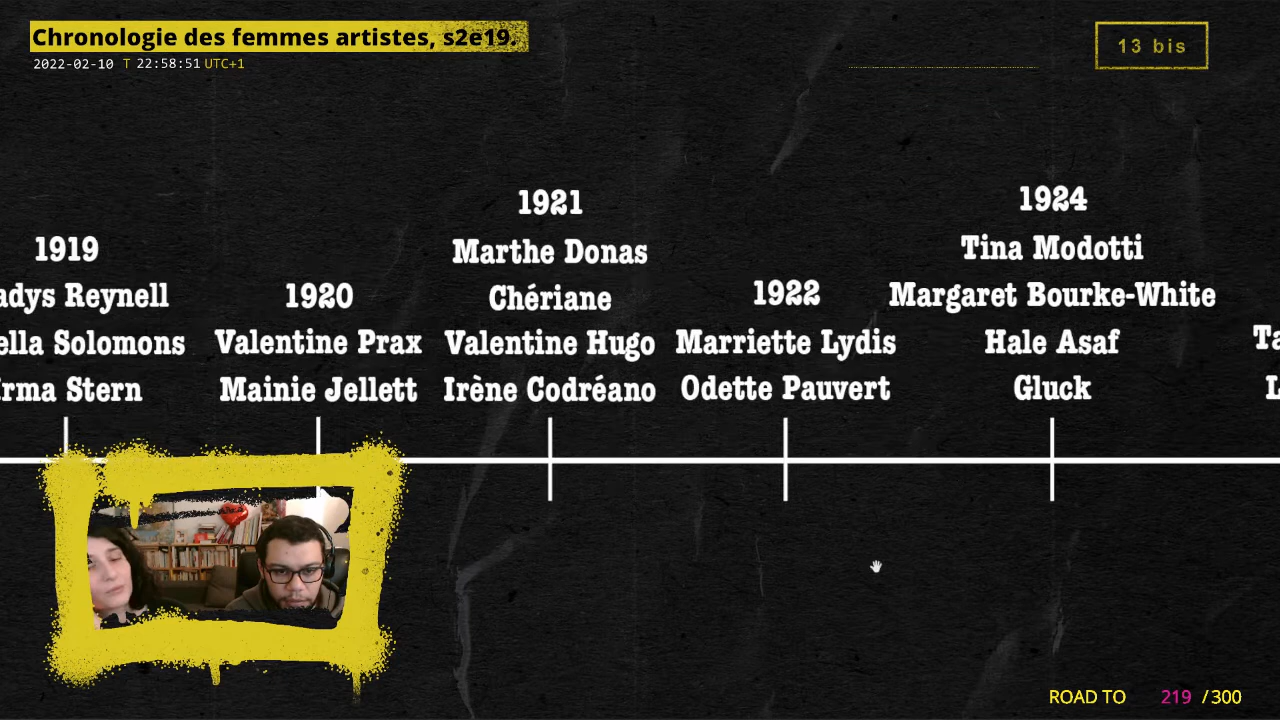 Chronologie des femmes artistes, s2e19.
2022-02-10 T 22:58:51 UTC+1
13 bis
1919
adys Reynell
ella Solomons
Irma Stern
1920
Valentine Prax
Mainie Jellett
1921
Marthe Donas
Chériane
Valentine Hugo
Irène Codréano
1922
Marriette Lydis
Odette Pauvert
1924
Tina Modotti
Margaret Bourke-White
Hale Asaf
Gluck
Ta
L
ROAD TO 219 /300